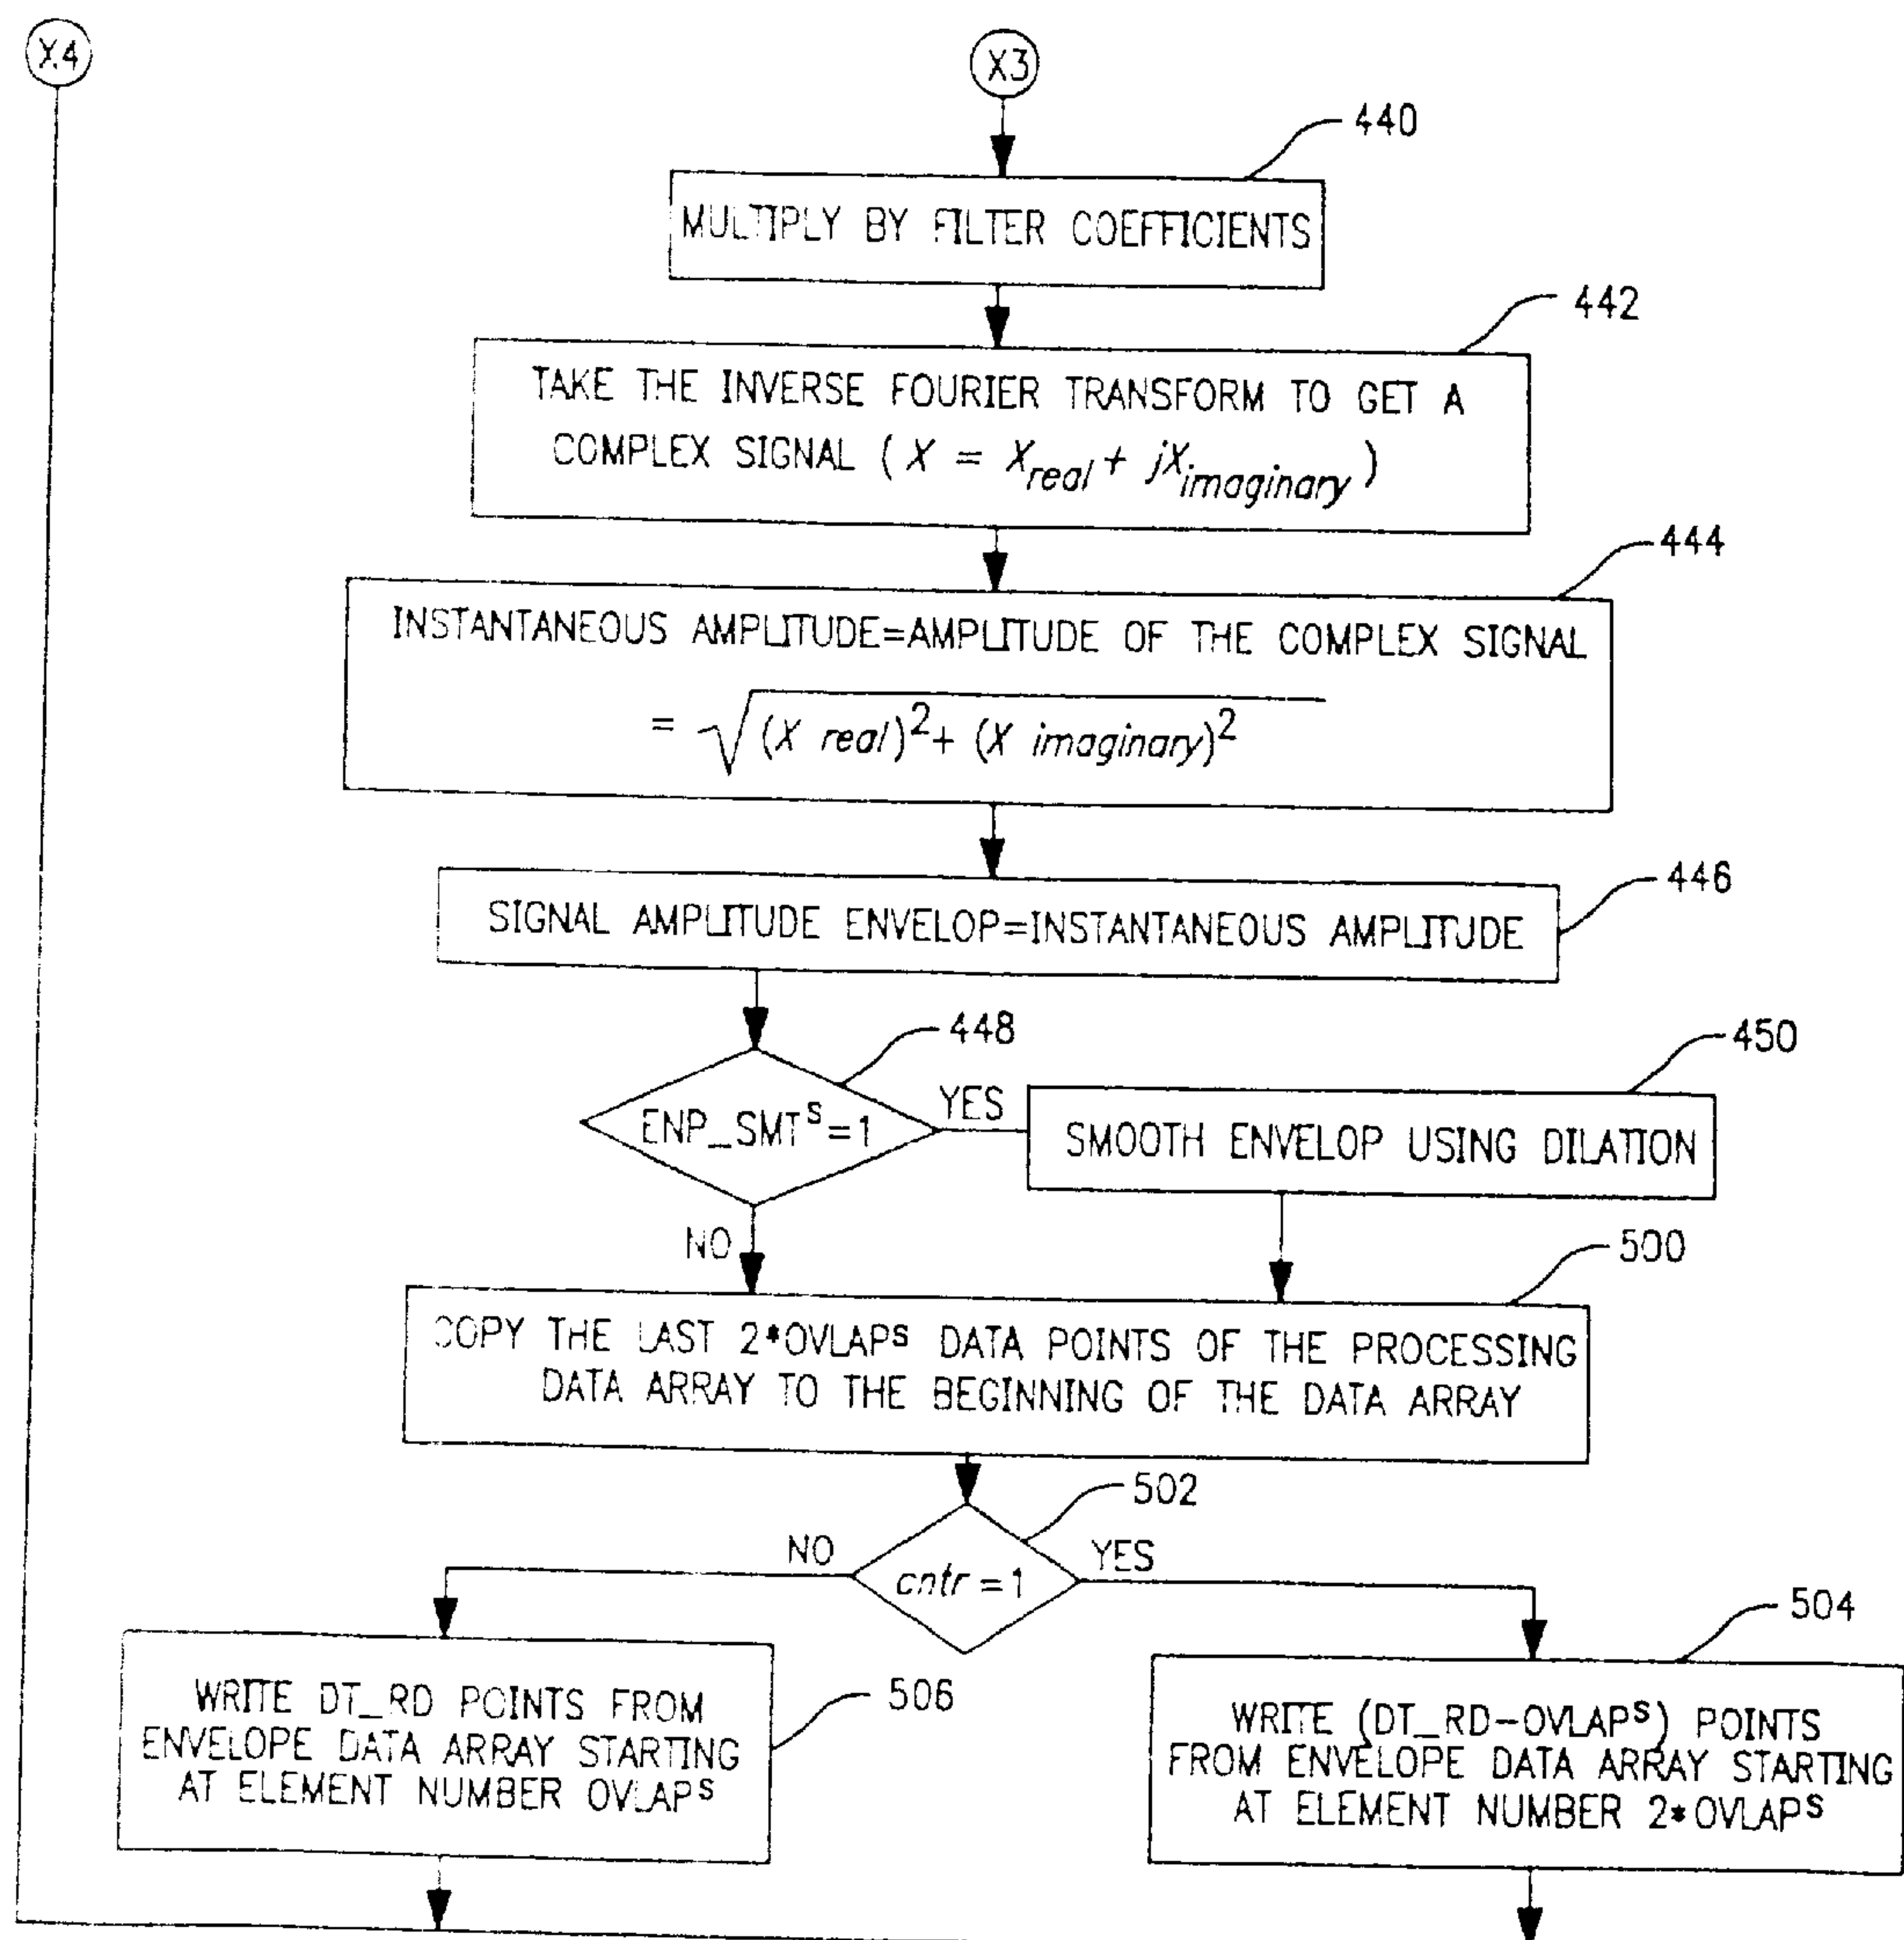 X4
X3
440
MULTIPLY BY FILTER COEFFICIENTS
442
TAKE THE INVERSE FOURIER TRANSFORM TO GET A
COMPLEX SIGNAL ( X = X_real + jX_imaginary )
444
INSTANTANEOUS AMPLITUDE=AMPLITUDE OF THE COMPLEX SIGNAL
= √(X real)² + (X imaginary)²
446
SIGNAL AMPLITUDE ENVELOP=INSTANTANEOUS AMPLITUDE
448
450
ENP_SMTˢ=1
YES
SMOOTH ENVELOP USING DILATION
NO
500
COPY THE LAST 2*OVLAPˢ DATA POINTS OF THE PROCESSING
DATA ARRAY TO THE BEGINNING OF THE DATA ARRAY
502
NO
YES
cntr = 1
504
506
WRITE DT_RD POINTS FROM
ENVELOPE DATA ARRAY STARTING
AT ELEMENT NUMBER OVLAPˢ
WRITE (DT_RD-OVLAPˢ) POINTS
FROM ENVELOPE DATA ARRAY STARTING
AT ELEMENT NUMBER 2*OVLAPˢ